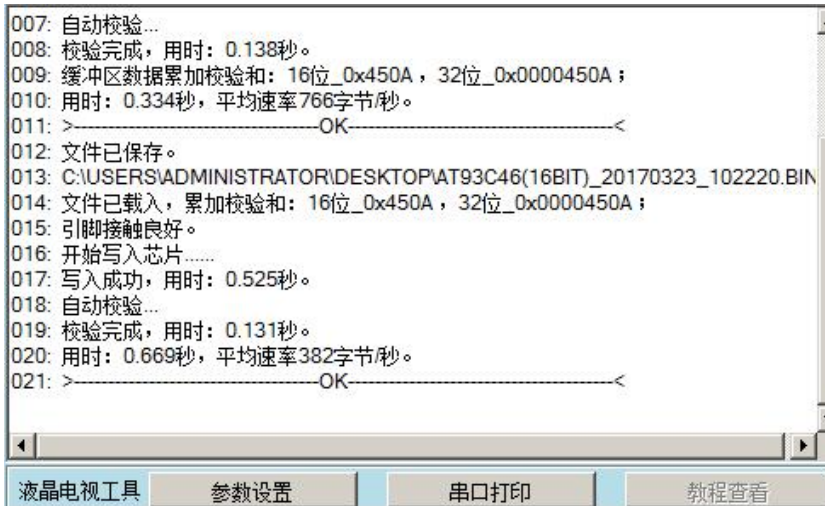 007: 自动校验...
008: 校验完成，用时：0.138秒。
009: 缓冲区数据累加校验和：16位_0x450A，32位_0x0000450A；
010: 用时：0.334秒，平均速率766字节/秒。
011: >-----------------------------------OK--------------------------------------<
012: 文件已保存。
013: C:\USERS\ADMINISTRATOR\DESKTOP\AT93C46(16BIT)_20170323_102220.BIN
014: 文件已载入，累加校验和：16位_0x450A，32位_0x0000450A；
015: 引脚接触良好。
016: 开始写入芯片......
017: 写入成功，用时：0.525秒。
018: 自动校验...
019: 校验完成，用时：0.131秒。
020: 用时：0.669秒，平均速率382字节/秒。
021: >-----------------------------------OK--------------------------------------<
液晶电视工具 参数设置 串口打印 教程查看